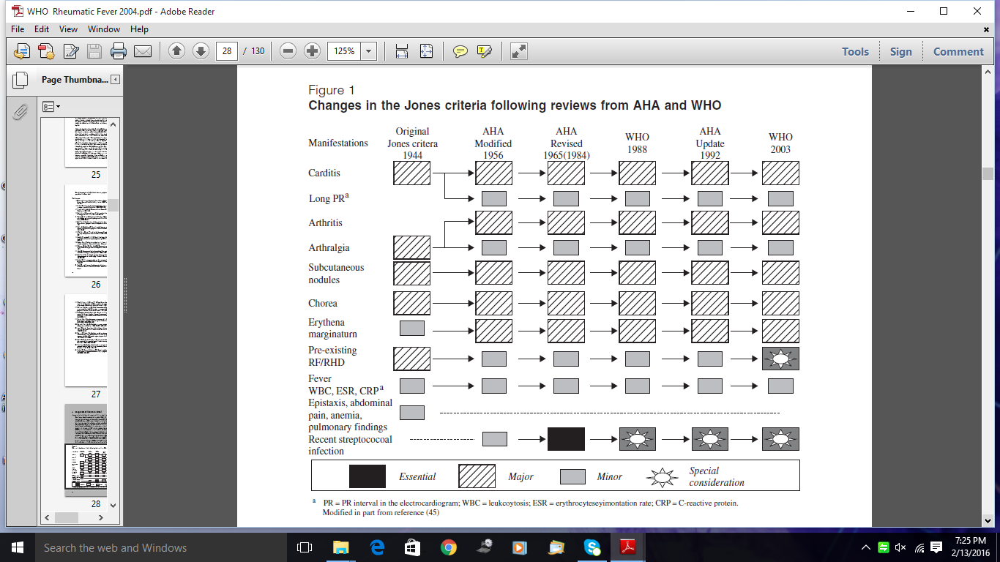 WHO Rheumatic Fever 2004.pdf - Adobe Reader
File Edit View Window Help
28 / 130 125% Tools Sign Comment
Page Thumbna...
25
26
27
28
Figure 1
Changes in the Jones criteria following reviews from AHA and WHO
Manifestations
Original
Jones critera
1944
AHA
Modified
1956
AHA
Revised
1965(1984)
WHO
1988
AHA
Update
1992
WHO
2003
Carditis
Long PRa
Arthritis
Arthralgia
Subcutaneous
nodules
Chorea
Erythena
marginaturn
Pre-existing
RF/RHD
Fever
WBC, ESR, CRPa
Epistaxis, abdominal
pain, anemia,
pulmonary findings
Recent streptococoal
infection
Essential
Major
Minor
Special
consideration
a PR = PR interval in the electrocardiogram; WBC = leukcoytosis; ESR = erythrocyteseyimontation rate; CRP = C-reactive protein.
Modified in part from reference (45)
Search the web and Windows
7:25 PM
2/13/2016